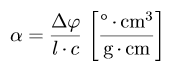 α = Δφ / l · c [° · cm³ / g · cm]